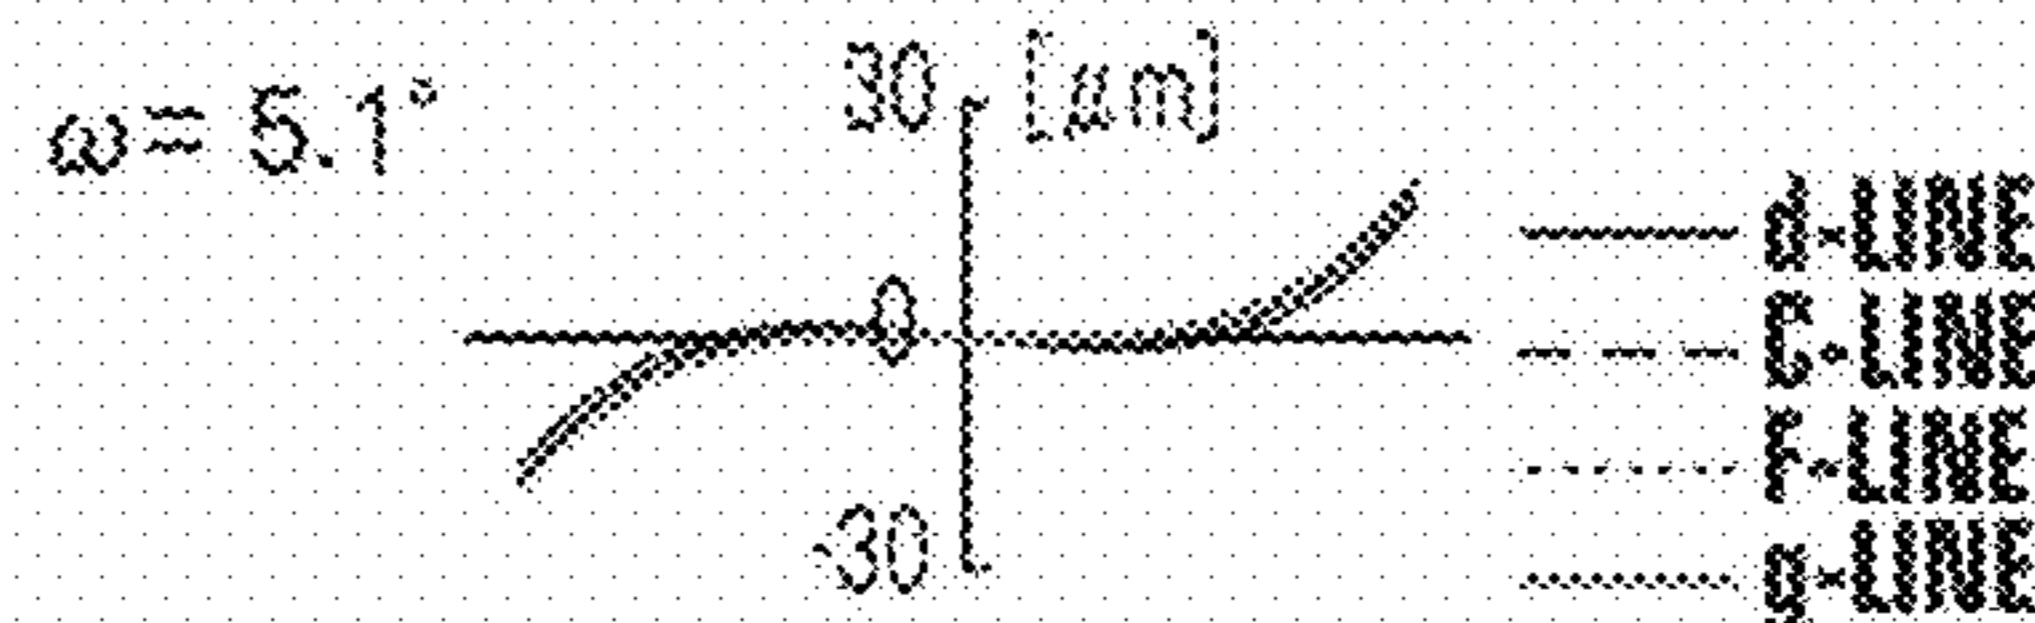 ω= 5.1°
30 [μm]
0
-30
d-LINE
C-LINE
F-LINE
g-LINE